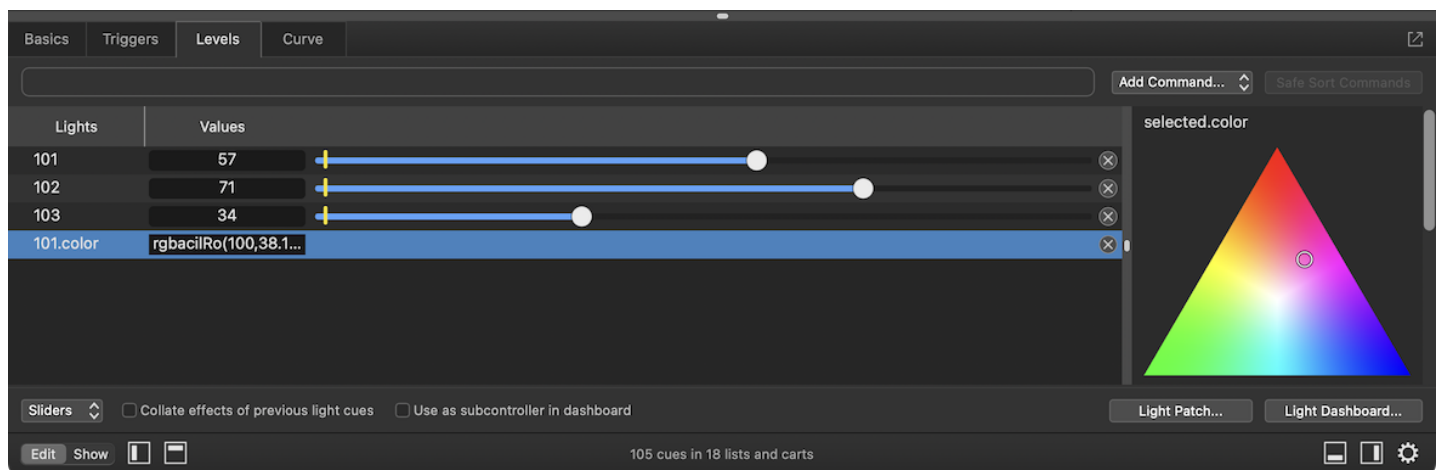 Basics Triggers Levels Curve
Add Command... Safe Sort Commands
Lights Values
selected.color
101 57
102 71
103 34
101.color rgbacilRo(100,38.1...
Sliders Collate effects of previous light cues Use as subcontroller in dashboard Light Patch... Light Dashboard...
Edit Show 105 cues in 18 lists and carts